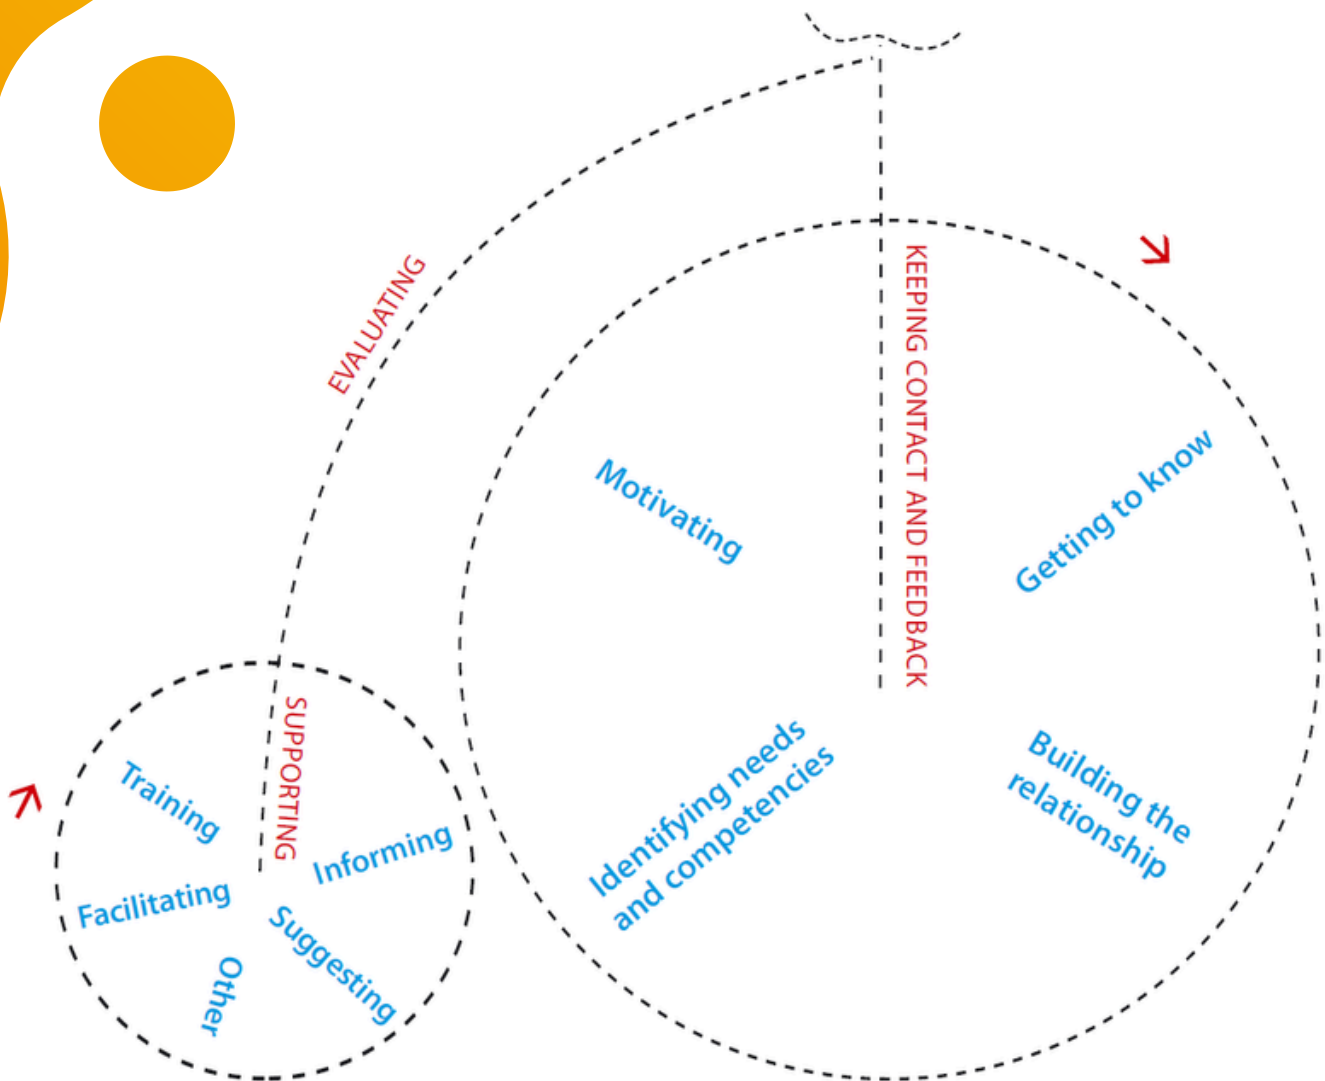 EVALUATING
KEEPING CONTACT AND FEEDBACK
Motivating
Getting to know
Identifying needs
and competencies
Building the
relationship
SUPPORTING
Training
Informing
Facilitating
Suggesting
Other